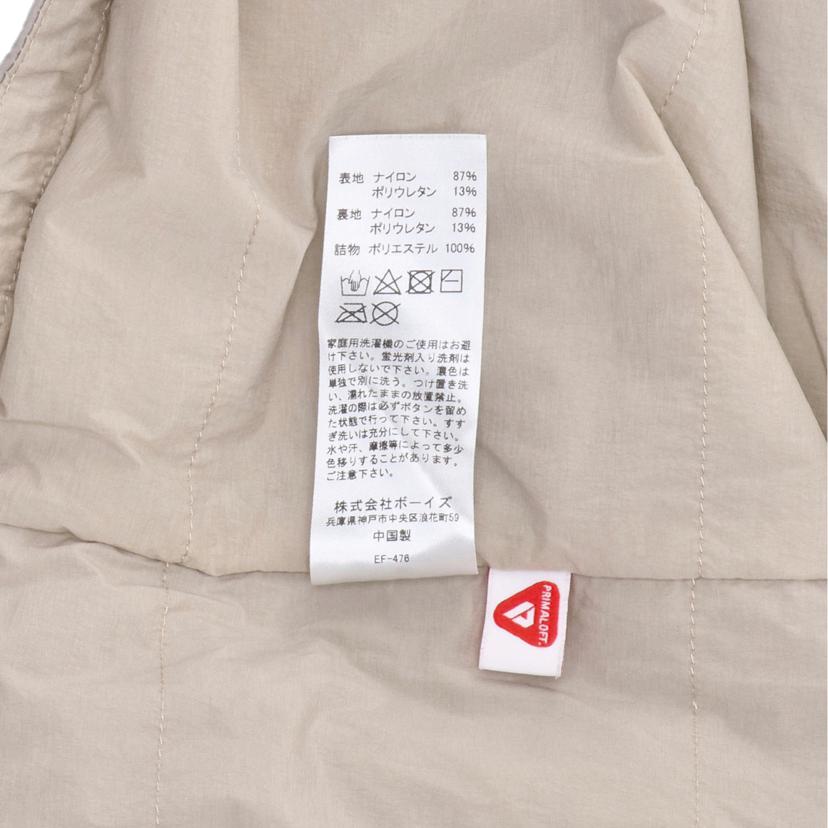 表地 ナイロン 87%
ポリウレタン 13%
裏地 ナイロン 87%
ポリウレタン 13%
詰物 ポリエステル 100%
家庭用洗濯機のご使用はお避
け下さい。蛍光剤入り洗剤は
使用しないで下さい。濃色は
単独で別に洗う。つけ置き洗
い、濡れたままの放置禁止。
洗濯の際は必ずボタンを留め
た状態で行って下さい。すす
ぎ洗いは充分にして下さい。
水や汗、摩擦等によって多少
色移りすることがあります。
ご注意下さい。
株式会社ボーイズ
兵庫県神戸市中央区浪花町59
中国製
EF-476
PRIMALOFT